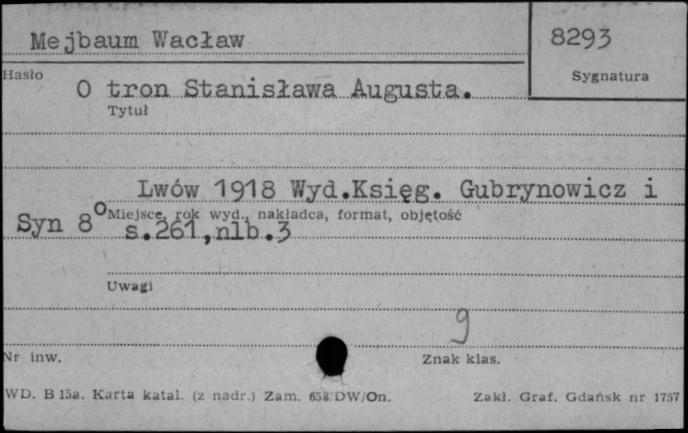 Mejbaum Wacław
8293
Hasło
Sygnatura
O tron Stanisława Augusta.
Tytuł
Lwów 1918 Wyd.Księg. Gubrynowicz i
Syn 8° Miejsce, rok wyd., nakładca, format, objętość
s.261,nlb.3
Uwagi
9
Nr inw.
Znak klas.
WD. B 15a. Karta katal. (z nadr.) Zam. 658/DW/On.
Zakł. Graf. Gdańsk nr 1757